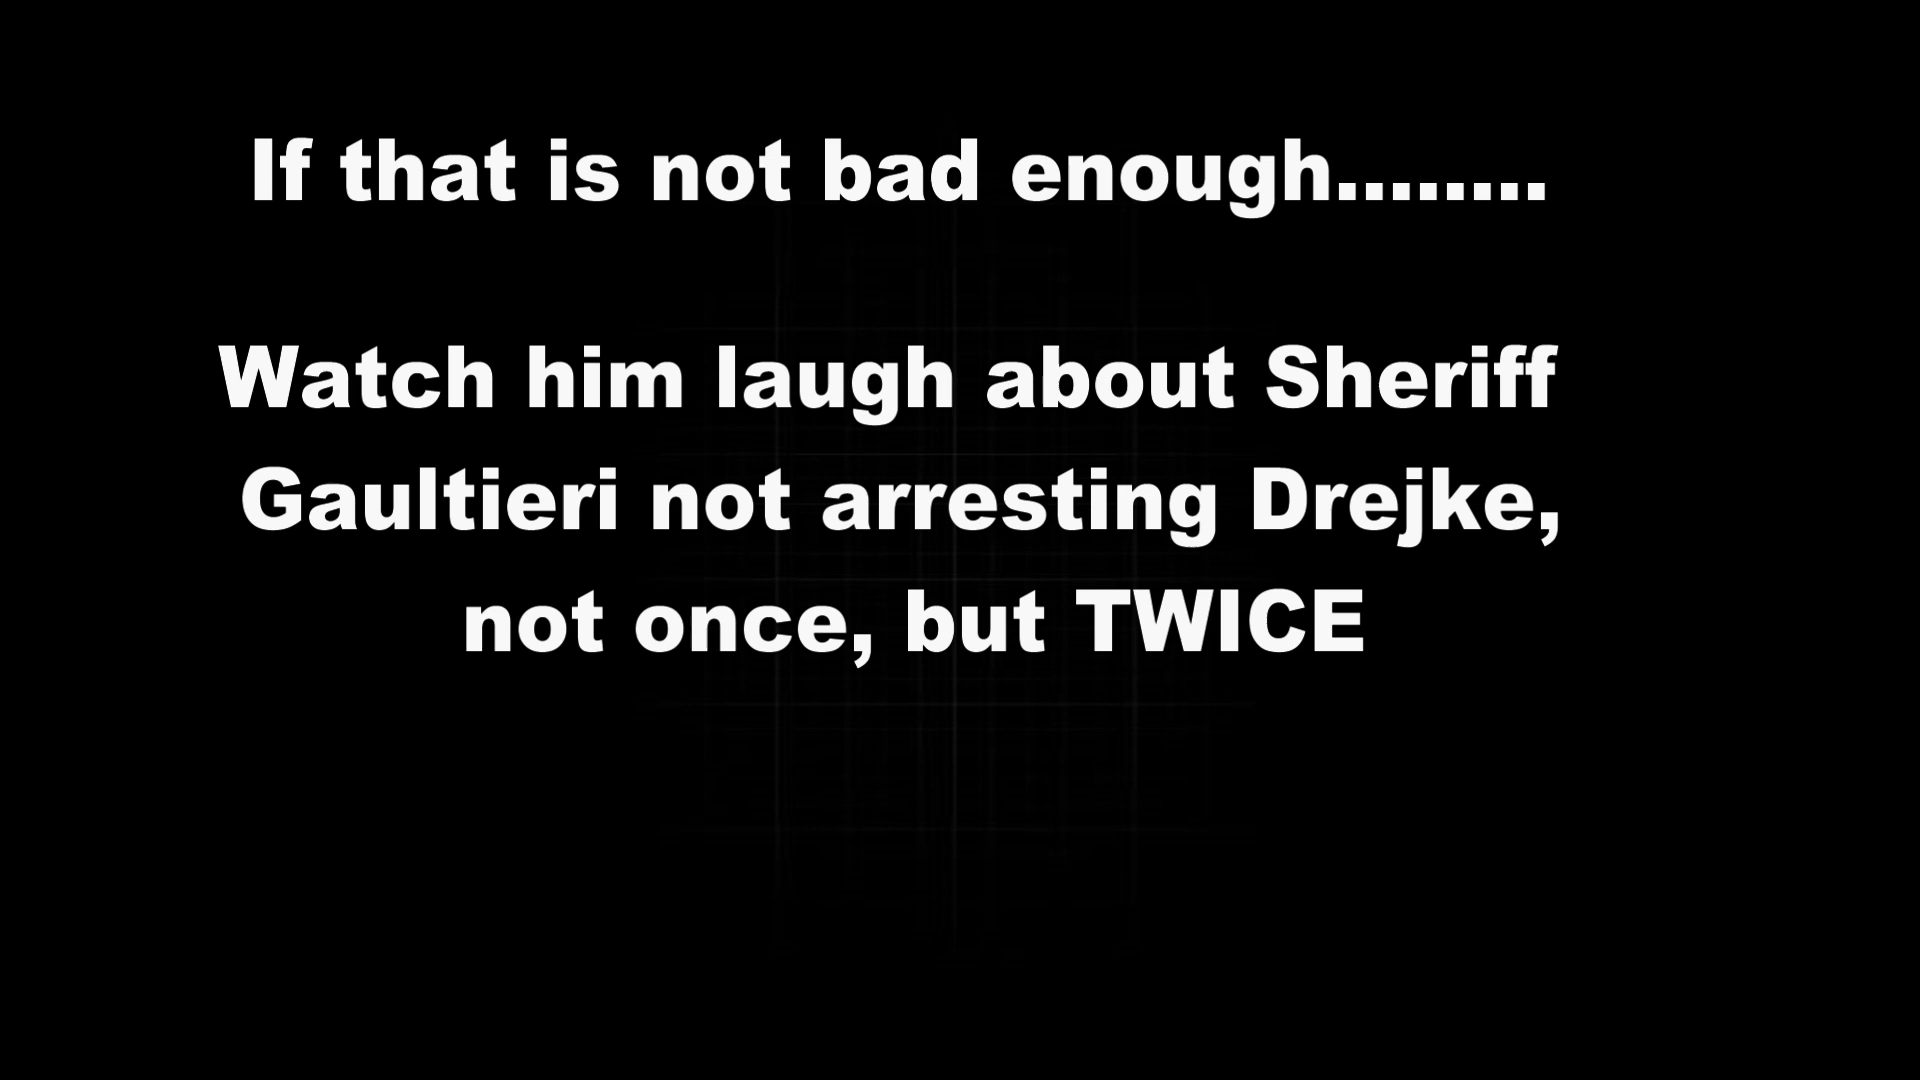 If that is not bad enough........
Watch him laugh about Sheriff
Gaultieri not arresting Drejke,
not once, but TWICE